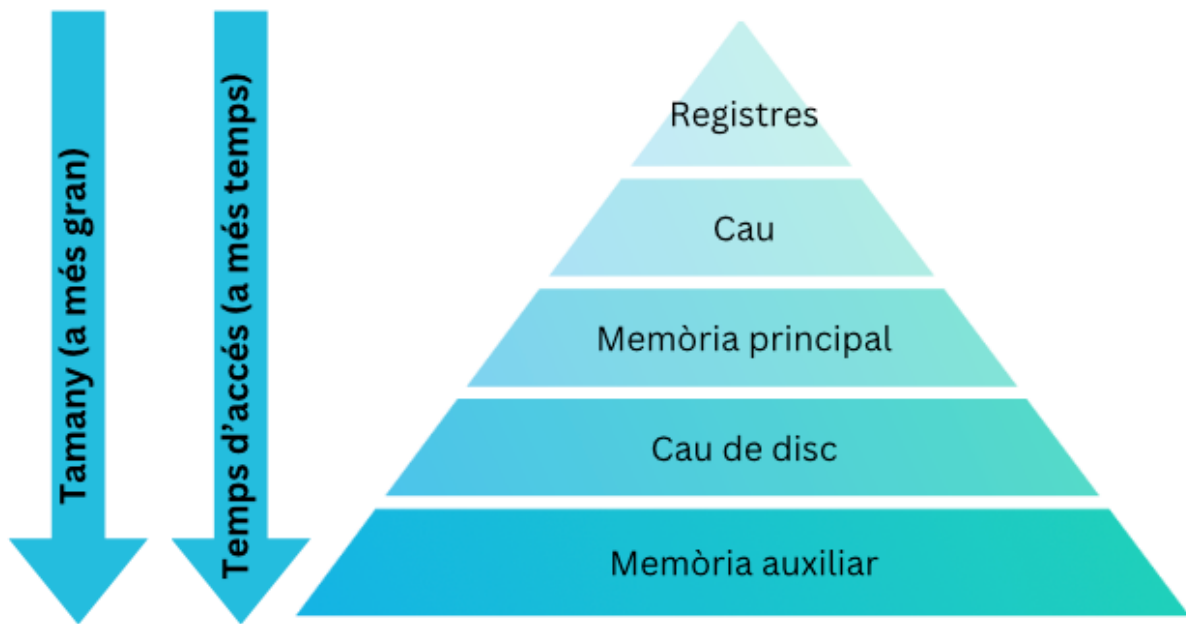 Tamany (a més gran)
Temps d'accés (a més temps)
Registres
Cau
Memòria principal
Cau de disc
Memòria auxiliar